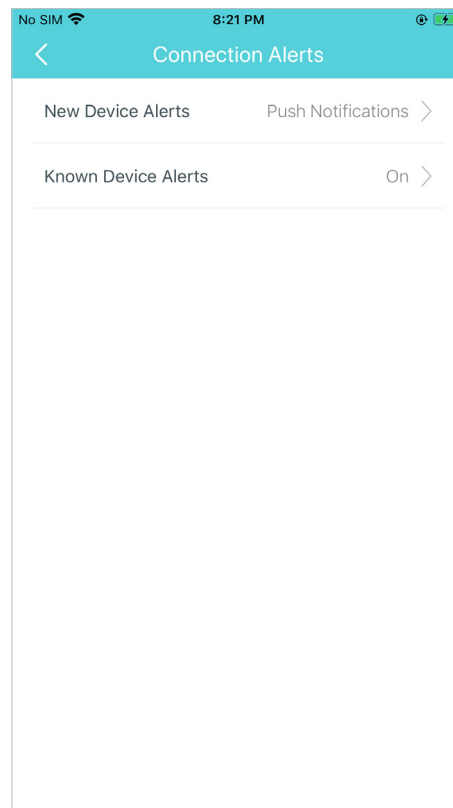 No SIM 8:21 PM
Connection Alerts
New Device Alerts Push Notifications
Known Device Alerts On